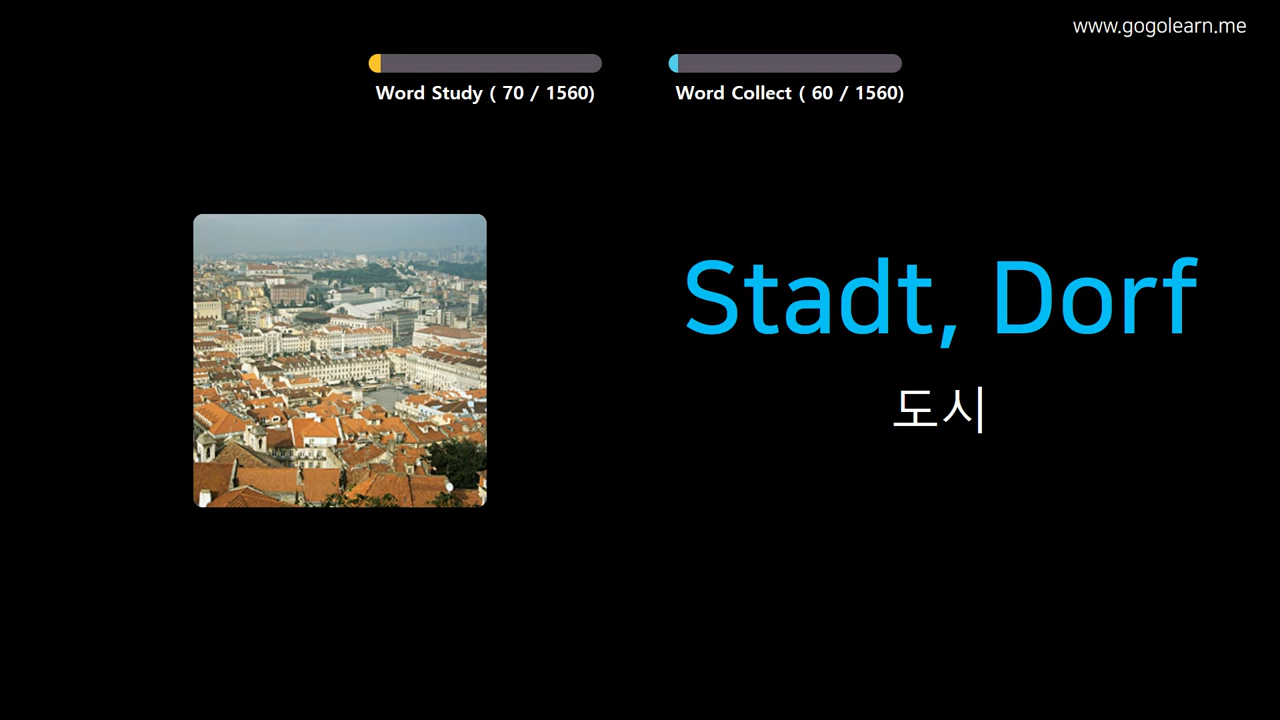 www.gogolearn.me
Word Study ( 70 / 1560)
Word Collect ( 60 / 1560)
Stadt, Dorf
도시